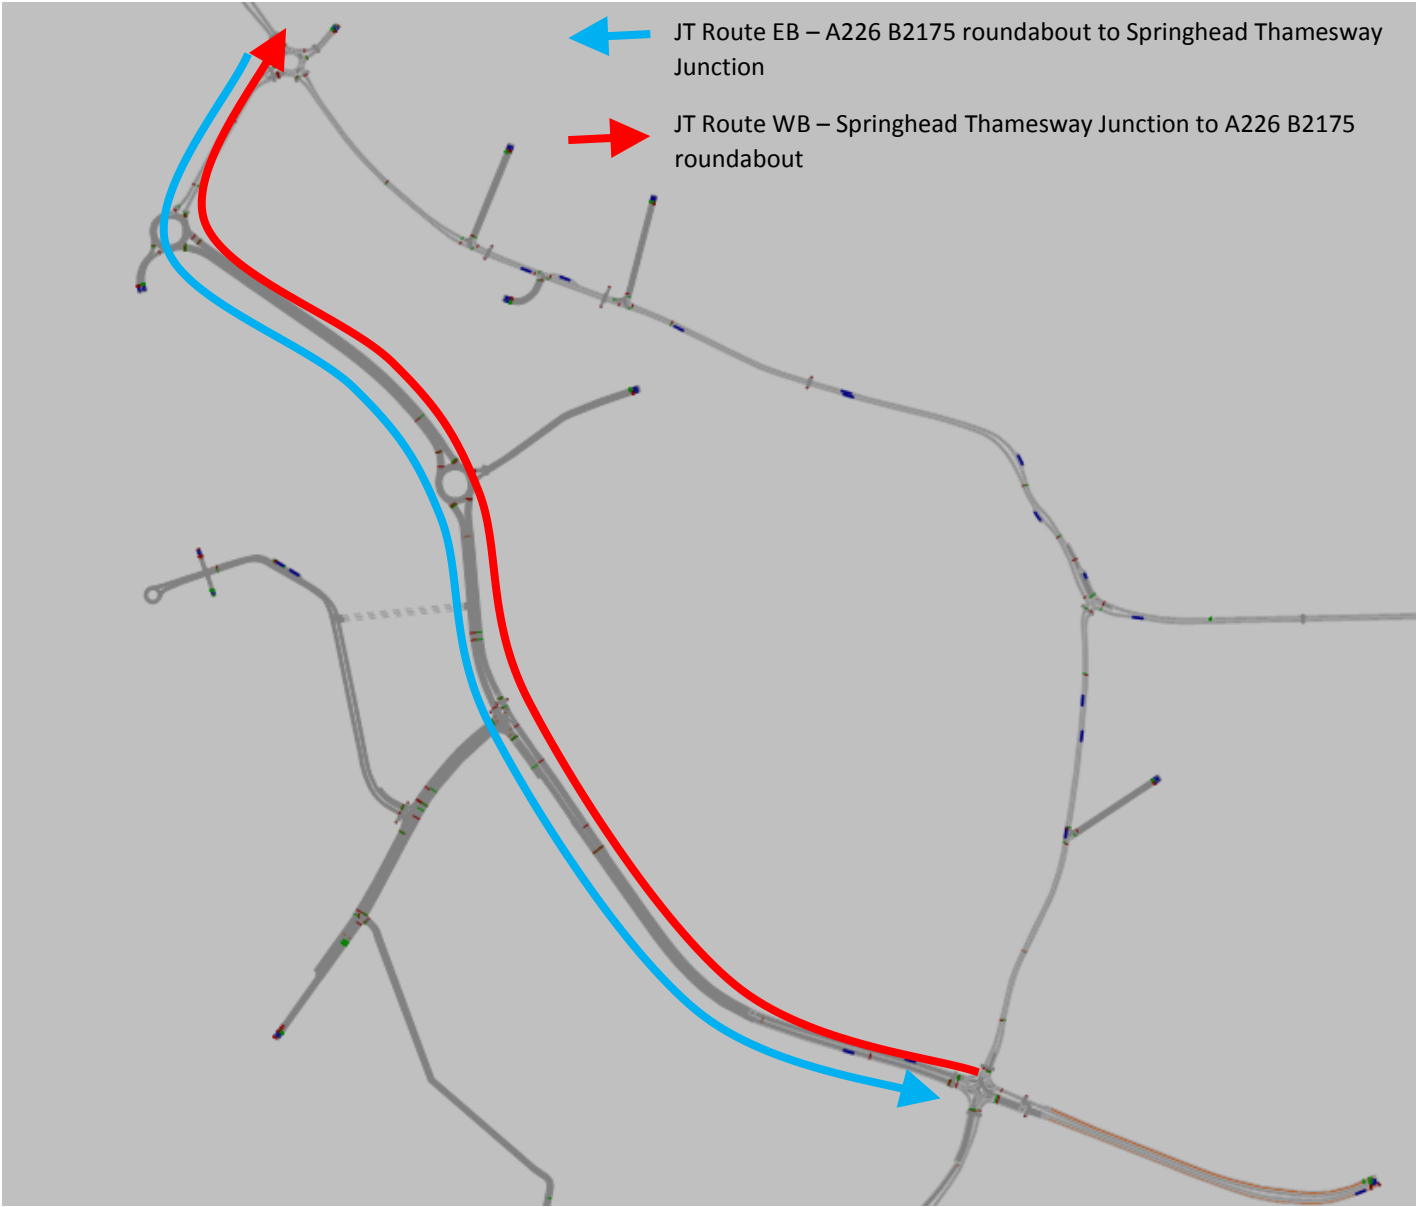 JT Route EB – A226 B2175 roundabout to Springhead Thamesway
Junction
JT Route WB – Springhead Thamesway Junction to A226 B2175
roundabout